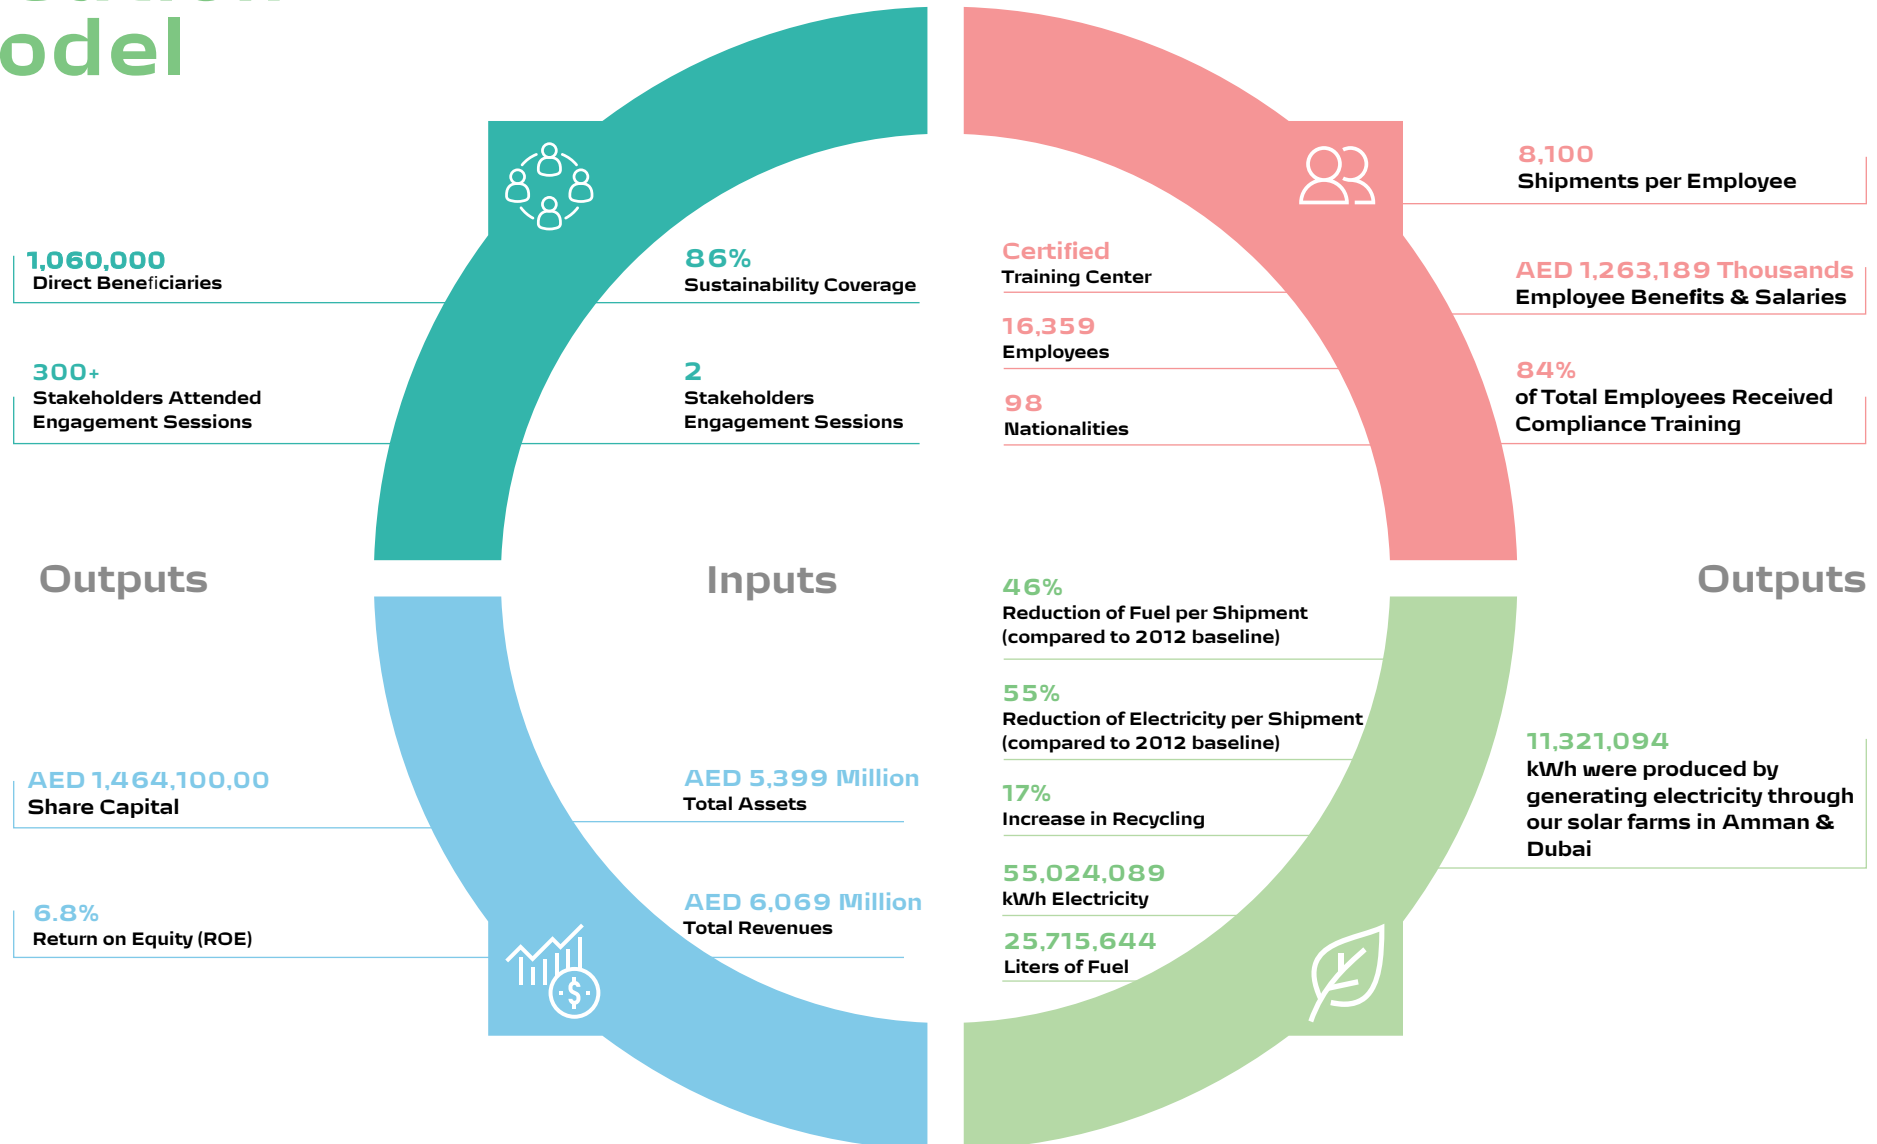 odel
1,060,000
Direct Beneficiaries
300+
Stakeholders Attended
Engagement Sessions
86%
Sustainability Coverage
2
Stakeholders
Engagement Sessions
Certified
Training Center
16,359
Employees
98
Nationalities
8,100
Shipments per Employee
AED 1,263,189 Thousands
Employee Benefits & Salaries
84%
of Total Employees Received
Compliance Training
Outputs
Inputs
Outputs
AED 1,464,100,00
Share Capital
6.8%
Return on Equity (ROE)
AED 5,399 Million
Total Assets
AED 6,069 Million
Total Revenues
46%
Reduction of Fuel per Shipment
(compared to 2012 baseline)
55%
Reduction of Electricity per Shipment
(compared to 2012 baseline)
17%
Increase in Recycling
55,024,089
kWh Electricity
25,715,644
Liters of Fuel
11,321,094
kWh were produced by
generating electricity through
our solar farms in Amman &
Dubai